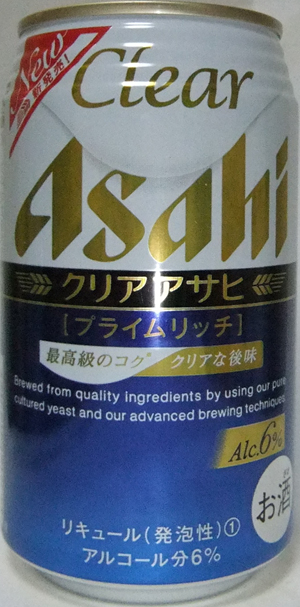 New
新発売!
Clear
Asahi
クリア アサヒ
[プライムリッチ]
最高級のコク* クリアな後味
Brewed from quality ingredients by using our pure
cultured yeast and our advanced brewing techniques.
Alc.6%
お酒
リキュール(発泡性)①
アルコール分6%